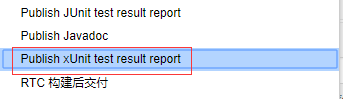 Publish JUnit test result report
Publish Javadoc
Publish xUnit test result report
RTC 构建后交付